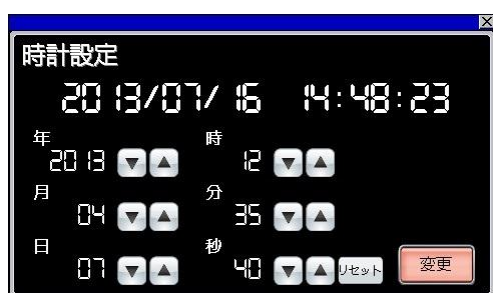 時計設定
2013/07/16 14:48:23
年 時
2013 ▼ ▲ 12 ▼ ▲
月 分
04 ▼ ▲ 35 ▼ ▲
日 秒
07 ▼ ▲ 40 ▼ ▲ リセット 変更